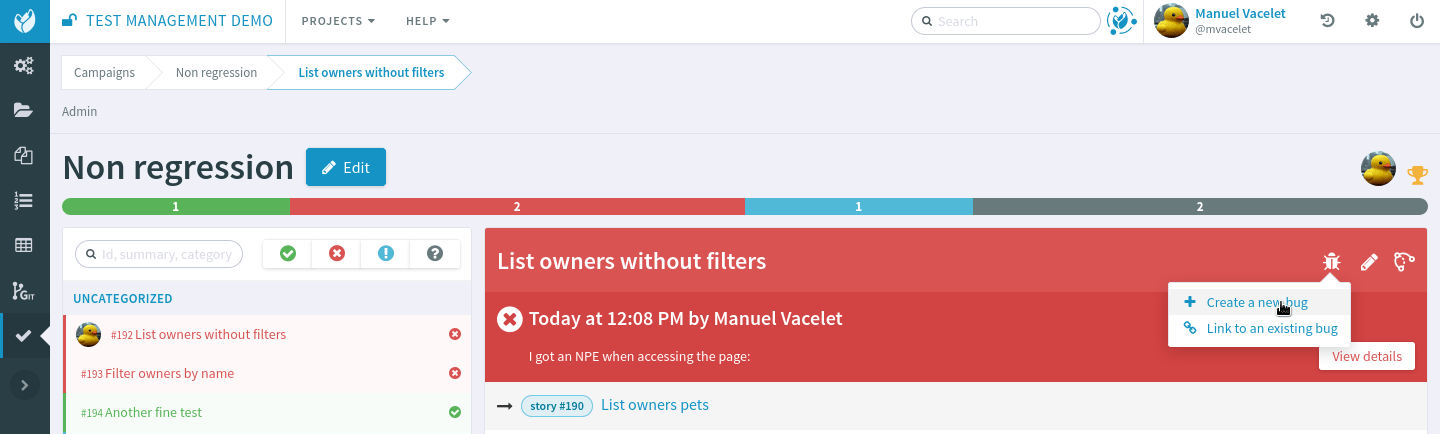 TEST MANAGEMENT DEMO
PROJECTS
HELP
Search
Manuel Vacelet
@mvacelet
Campaigns
Non regression
List owners without filters
Admin
Non regression
Edit
1
2
1
2
Id, summary, category
UNCATEGORIZED
#192 List owners without filters
#193 Filter owners by name
#194 Another fine test
GIT
List owners without filters
Create a new bug
Link to an existing bug
Today at 12:08 PM by Manuel Vacelet
I got an NPE when accessing the page:
View details
story #190 List owners pets